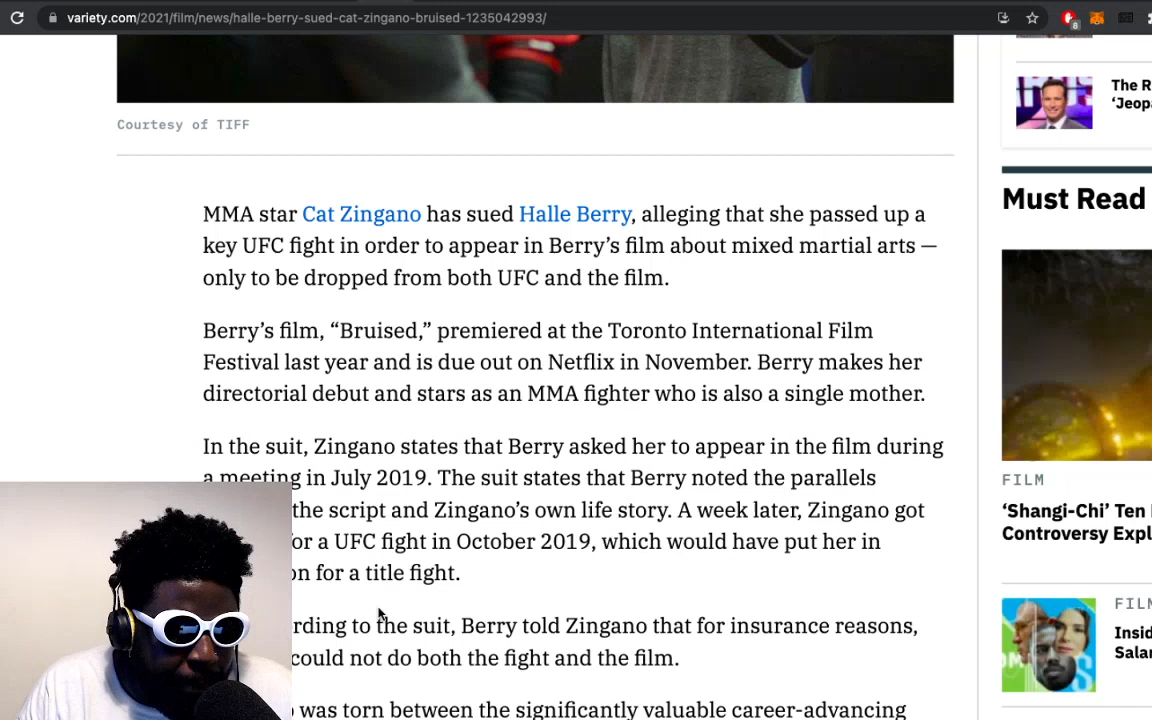 variety.com/2021/film/news/halle-berry-sued-cat-zingano-bruised-1235042993/
8
Courtesy of TIFF
MMA star Cat Zingano has sued Halle Berry, alleging that she passed up a
key UFC fight in order to appear in Berry’s film about mixed martial arts —
only to be dropped from both UFC and the film.
Berry’s film, “Bruised,” premiered at the Toronto International Film
Festival last year and is due out on Netflix in November. Berry makes her
directorial debut and stars as an MMA fighter who is also a single mother.
In the suit, Zingano states that Berry asked her to appear in the film during
a meeting in July 2019. The suit states that Berry noted the parallels
the script and Zingano’s own life story. A week later, Zingano got
for a UFC fight in October 2019, which would have put her in
on for a title fight.
rding to the suit, Berry told Zingano that for insurance reasons,
could not do both the fight and the film.
was torn between the significantly valuable career-advancing
The R
‘Jeop
Must Read
FILM
‘Shangi-Chi’ Ten
Controversy Expl
FILM
Insid
Salar